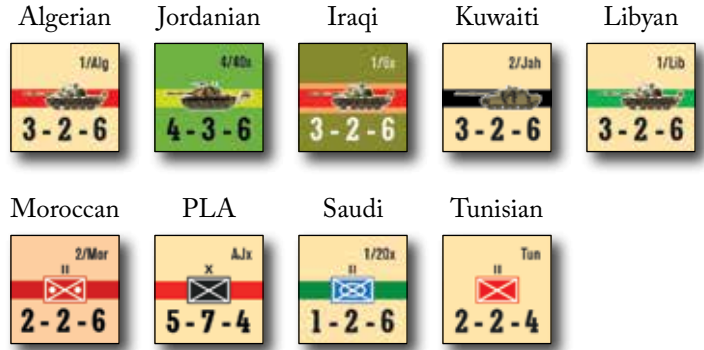 Algerian Jordanian Iraqi Kuwaiti Libyan
1/Alg 4/40x 1/6x 2/Jah 1/Lib
3 - 2 - 6 4 - 3 - 6 3 - 2 - 6 3 - 2 - 6 3 - 2 - 6
Moroccan PLA Saudi Tunisian
2/Mor AJx 1/20x Tun
II X II II
2 - 2 - 6 5 - 7 - 4 1 - 2 - 6 2 - 2 - 4